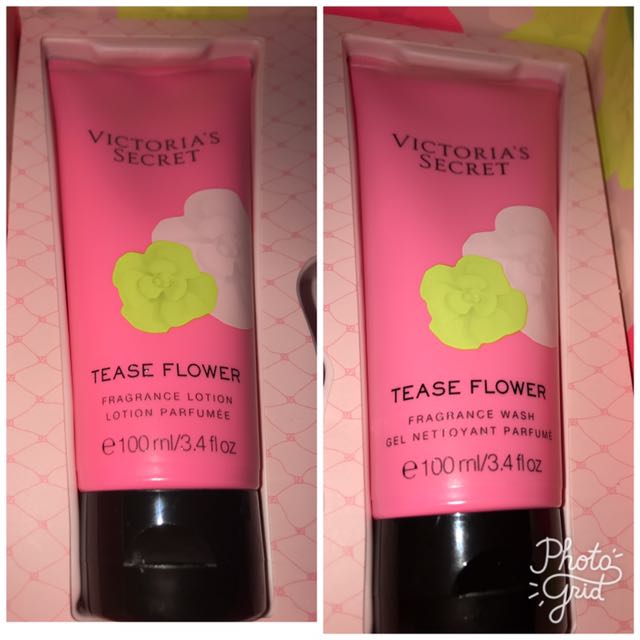 VICTORIA'S
SECRET
TEASE FLOWER
FRAGRANCE LOTION
LOTION PARFUMÉE
e 100 ml/3.4 fl oz
VICTORIA'S
SECRET
TEASE FLOWER
FRAGRANCE WASH
GEL NETTOYANT PARFUMÉ
e 100 ml/3.4 fl oz
Photo
Grid